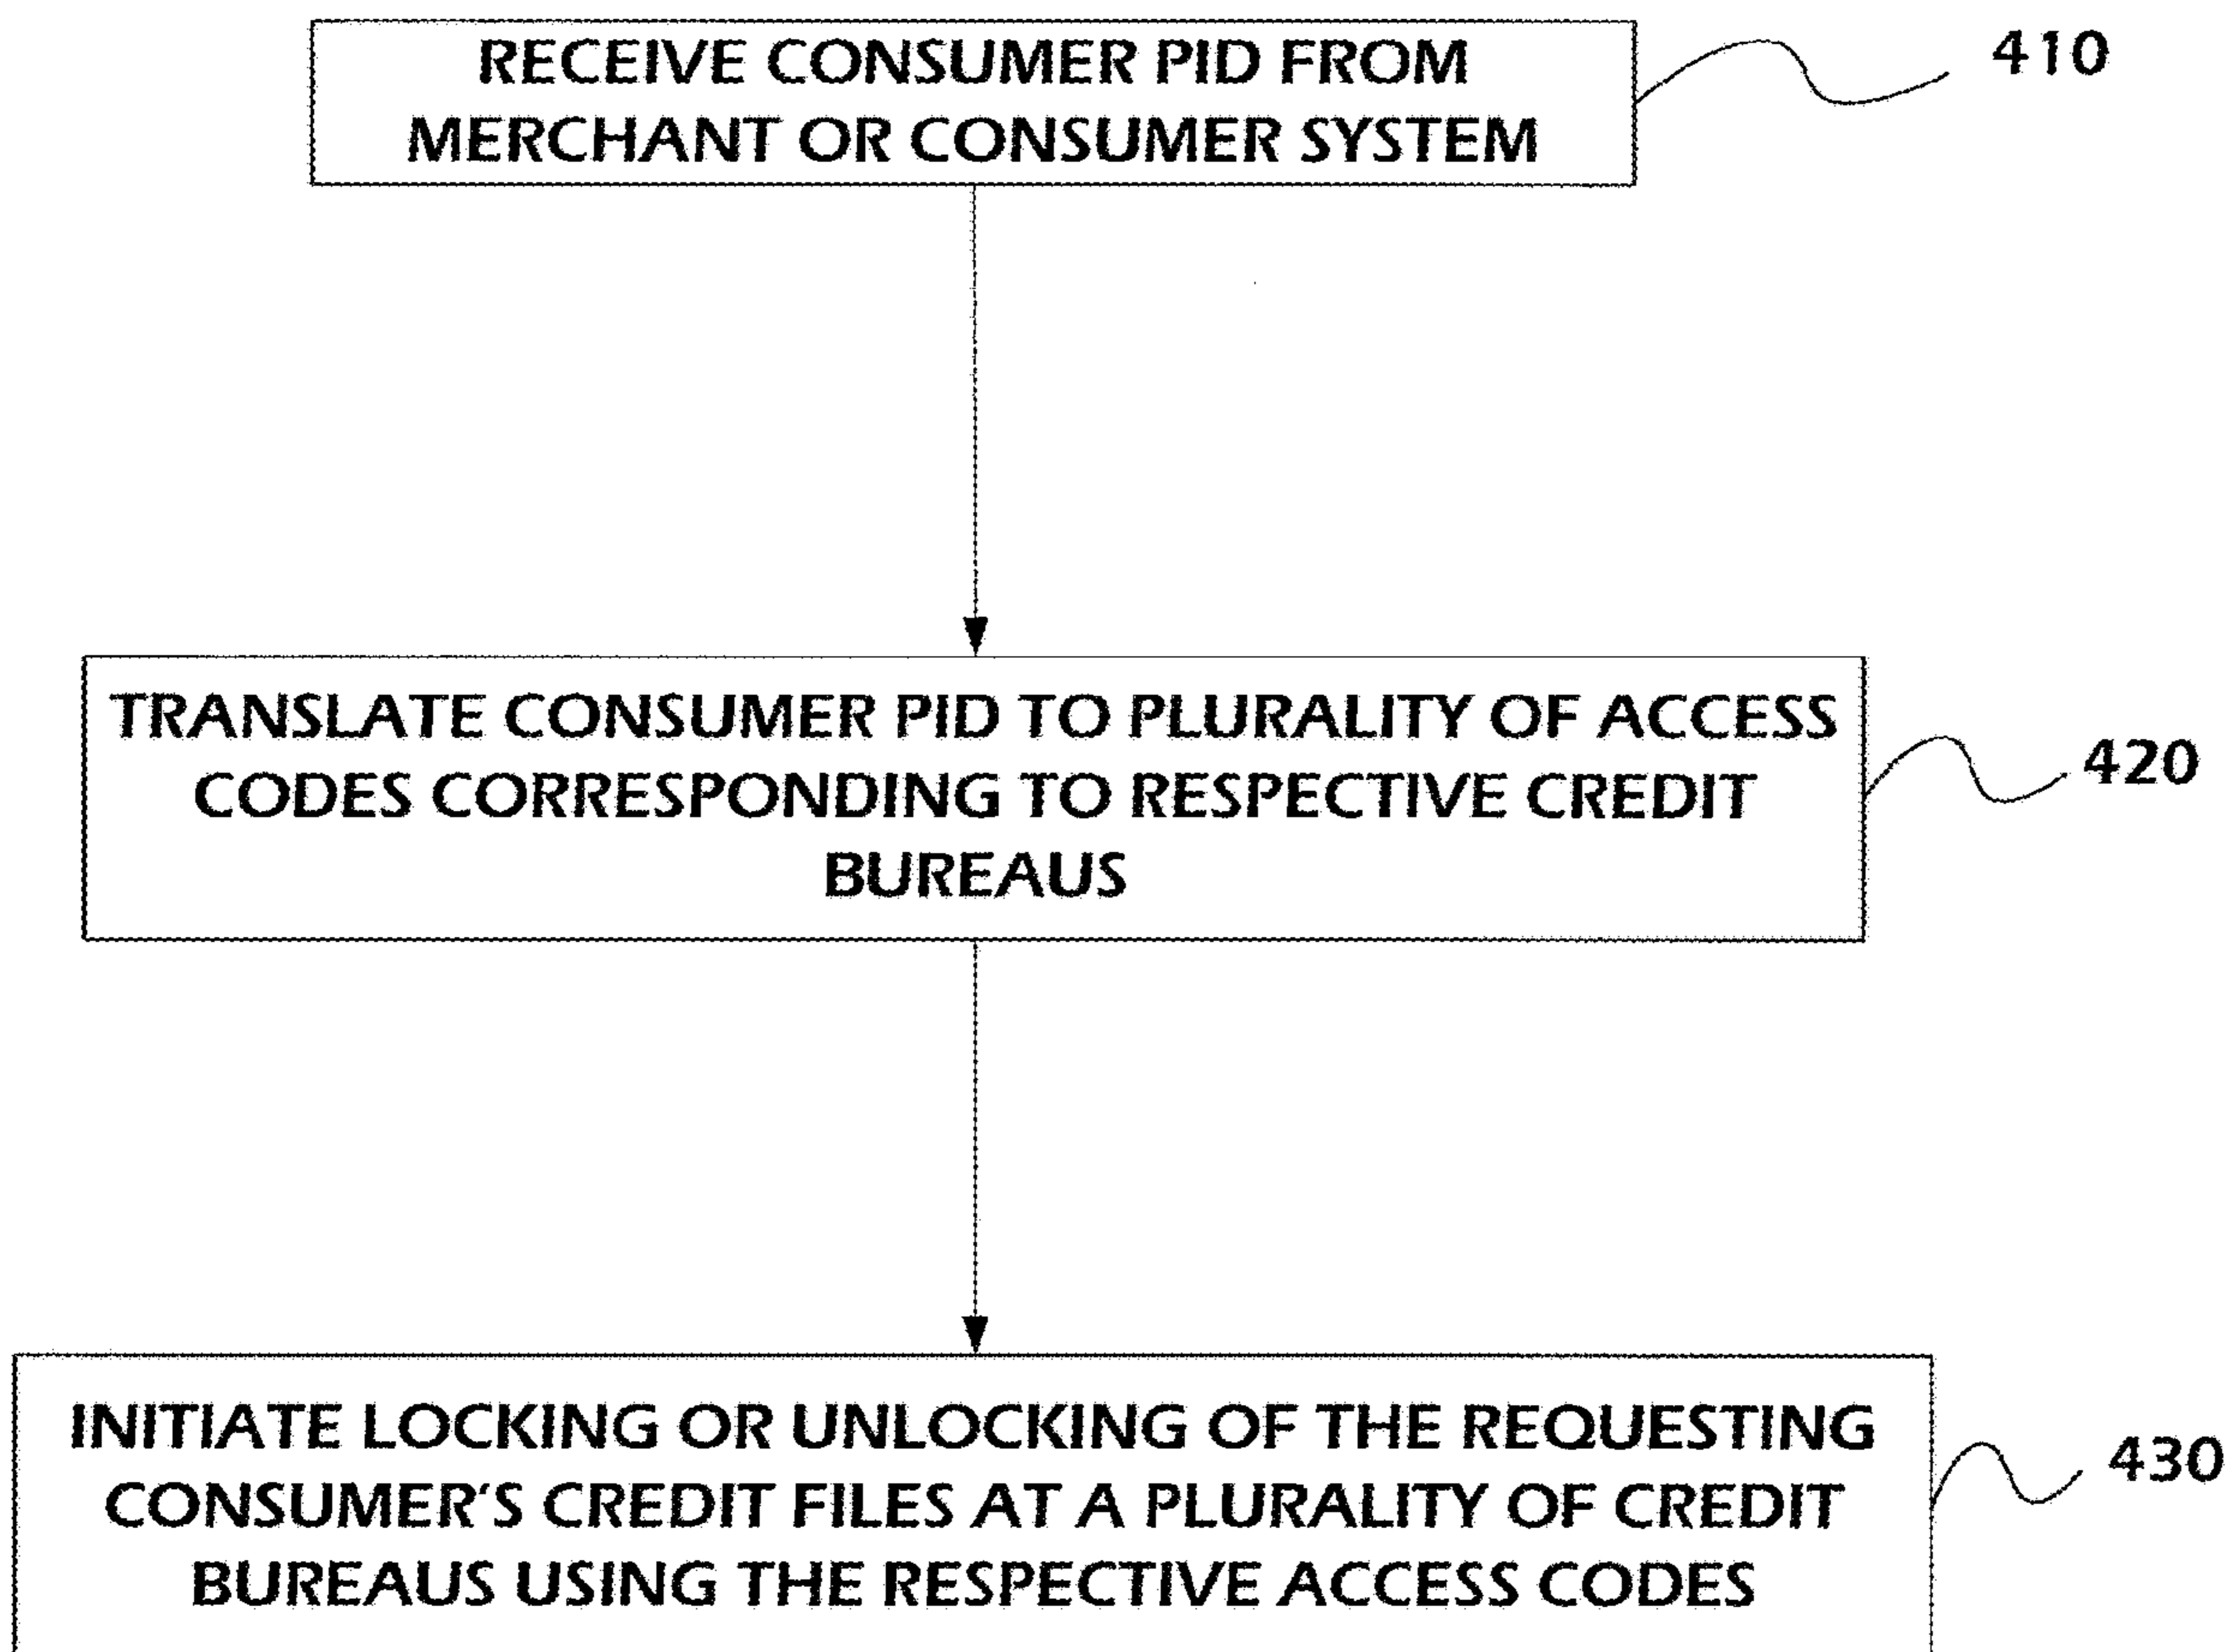 RECEIVE CONSUMER PID FROM
MERCHANT OR CONSUMER SYSTEM
410
TRANSLATE CONSUMER PID TO PLURALITY OF ACCESS
CODES CORRESPONDING TO RESPECTIVE CREDIT
BUREAUS
420
INITIATE LOCKING OR UNLOCKING OF THE REQUESTING
CONSUMER'S CREDIT FILES AT A PLURALITY OF CREDIT
BUREAUS USING THE RESPECTIVE ACCESS CODES
430